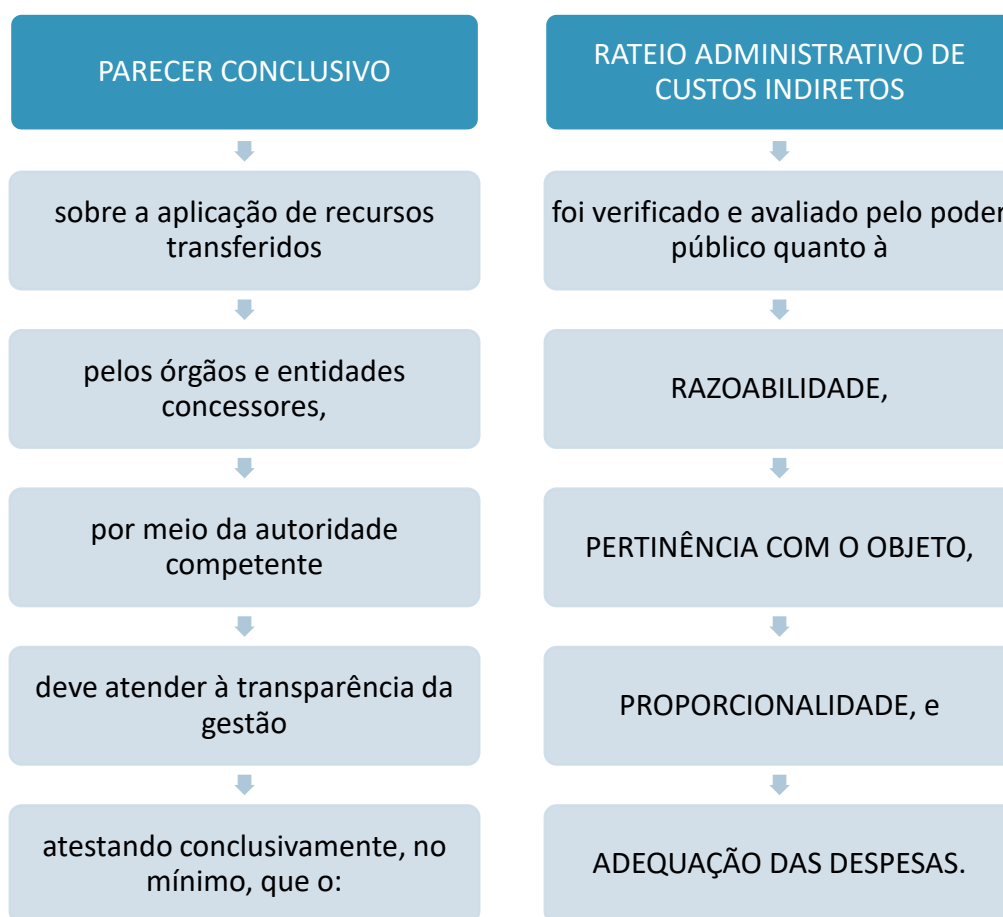 PARECER CONCLUSIVO
sobre a aplicação de recursos
transferidos
pelos órgãos e entidades
concessores,
por meio da autoridade
competente
deve atender à transparência da
gestão
atestando conclusivamente, no
mínimo, que o:
RATEIO ADMINISTRATIVO DE
CUSTOS INDIRETOS
foi verificado e avaliado pelo poder
público quanto à
RAZOABILIDADE,
PERTINÊNCIA COM O OBJETO,
PROPORCIONALIDADE, e
ADEQUAÇÃO DAS DESPESAS.